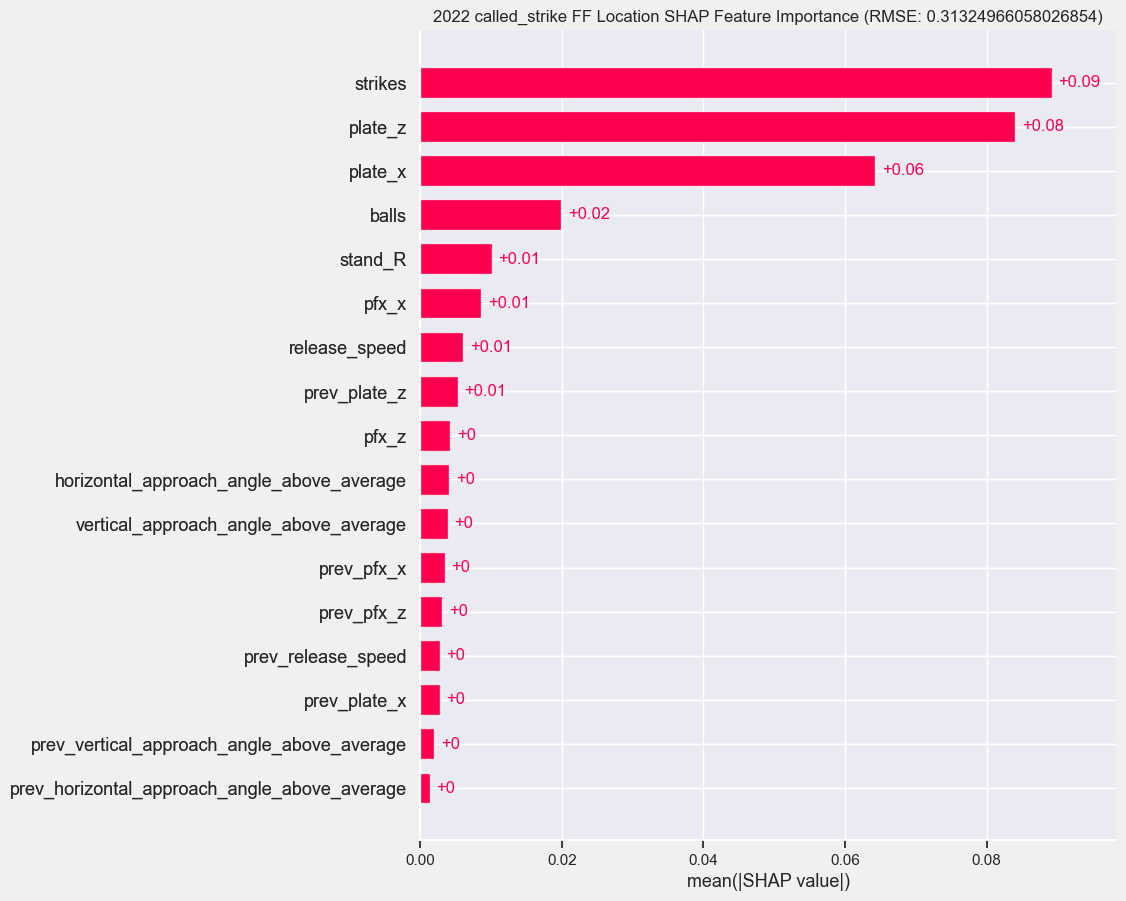 2022 called_strike FF Location SHAP Feature Importance (RMSE: 0.31324966058026854)
strikes +0.09
plate_z +0.08
plate_x +0.06
balls +0.02
stand_R +0.01
pfx_x +0.01
release_speed +0.01
prev_plate_z +0.01
pfx_z +0
horizontal_approach_angle_above_average +0
vertical_approach_angle_above_average +0
prev_pfx_x +0
prev_pfx_z +0
prev_release_speed +0
prev_plate_x +0
prev_vertical_approach_angle_above_average +0
prev_horizontal_approach_angle_above_average +0
0.00 0.02 0.04 0.06 0.08
mean(|SHAP value|)